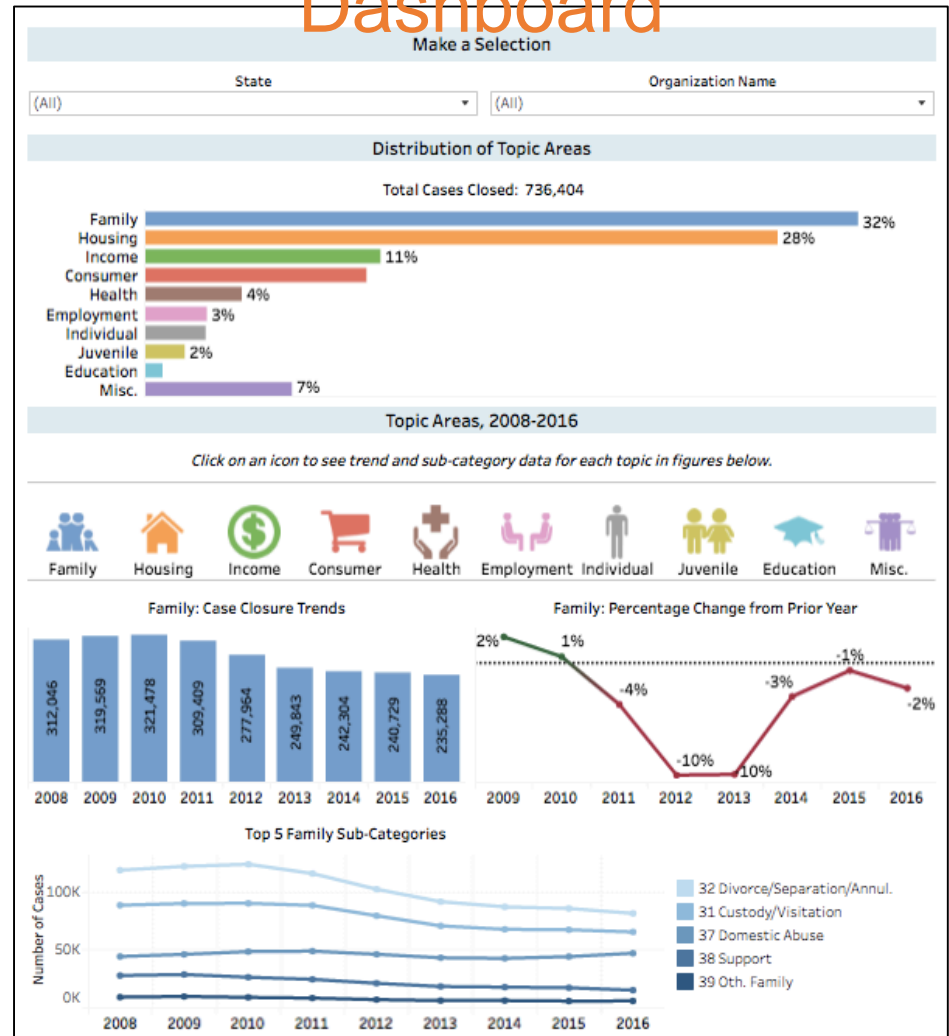 Dashboard
Make a Selection
State Organization Name
(All) (All)
Distribution of Topic Areas
Total Cases Closed: 736,404
Family 32%
Housing 28%
Income 11%
Consumer
Health 4%
Employment 3%
Individual
Juvenile 2%
Education
Misc. 7%
Topic Areas, 2008-2016
Click on an icon to see trend and sub-category data for each topic in figures below.
Family Housing Income Consumer Health Employment Individual Juvenile Education Misc.
Family: Case Closure Trends
312,046 319,569 321,478 309,409 277,964 249,843 242,304 240,729 235,288
2008 2009 2010 2011 2012 2013 2014 2015 2016
Family: Percentage Change from Prior Year
2% 1% -4% -10% -10% -3% -1% -2%
2009 2010 2011 2012 2013 2014 2015 2016
Top 5 Family Sub-Categories
Number of Cases
100K
50K
0K
2008 2009 2010 2011 2012 2013 2014 2015 2016
32 Divorce/Separation/Annul.
31 Custody/Visitation
37 Domestic Abuse
38 Support
39 Oth. Family